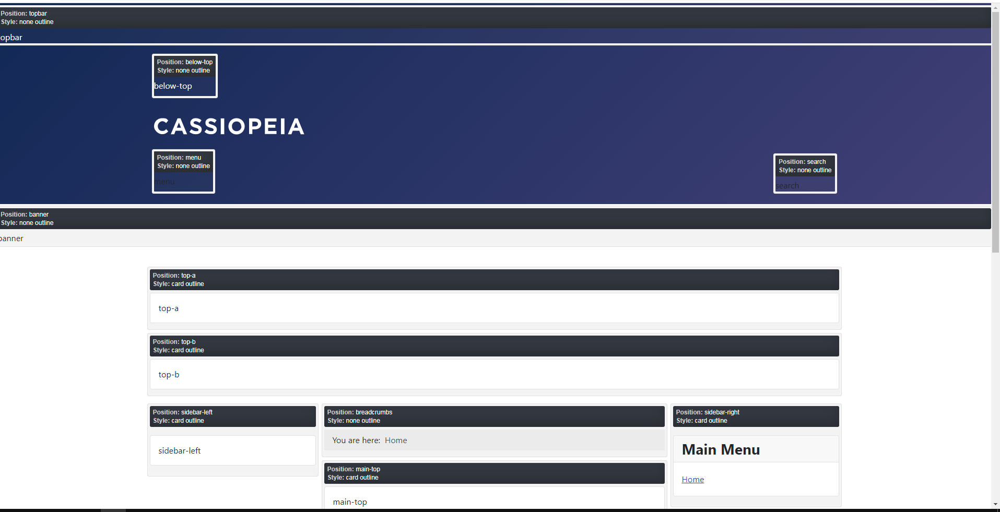 Position: topbar
Style: none outline
opbar
Position: below-top
Style: none outline
below-top
CASSIOPEIA
Position: menu
Style: none outline
menu
Position: search
Style: none outline
search
Position: banner
Style: none outline
banner
Position: top-a
Style: card outline
top-a
Position: top-b
Style: card outline
top-b
Position: sidebar-left
Style: card outline
sidebar-left
Position: breadcrumbs
Style: none outline
You are here: Home
Position: main-top
Style: card outline
main-top
Position: sidebar-right
Style: card outline
Main Menu
Home